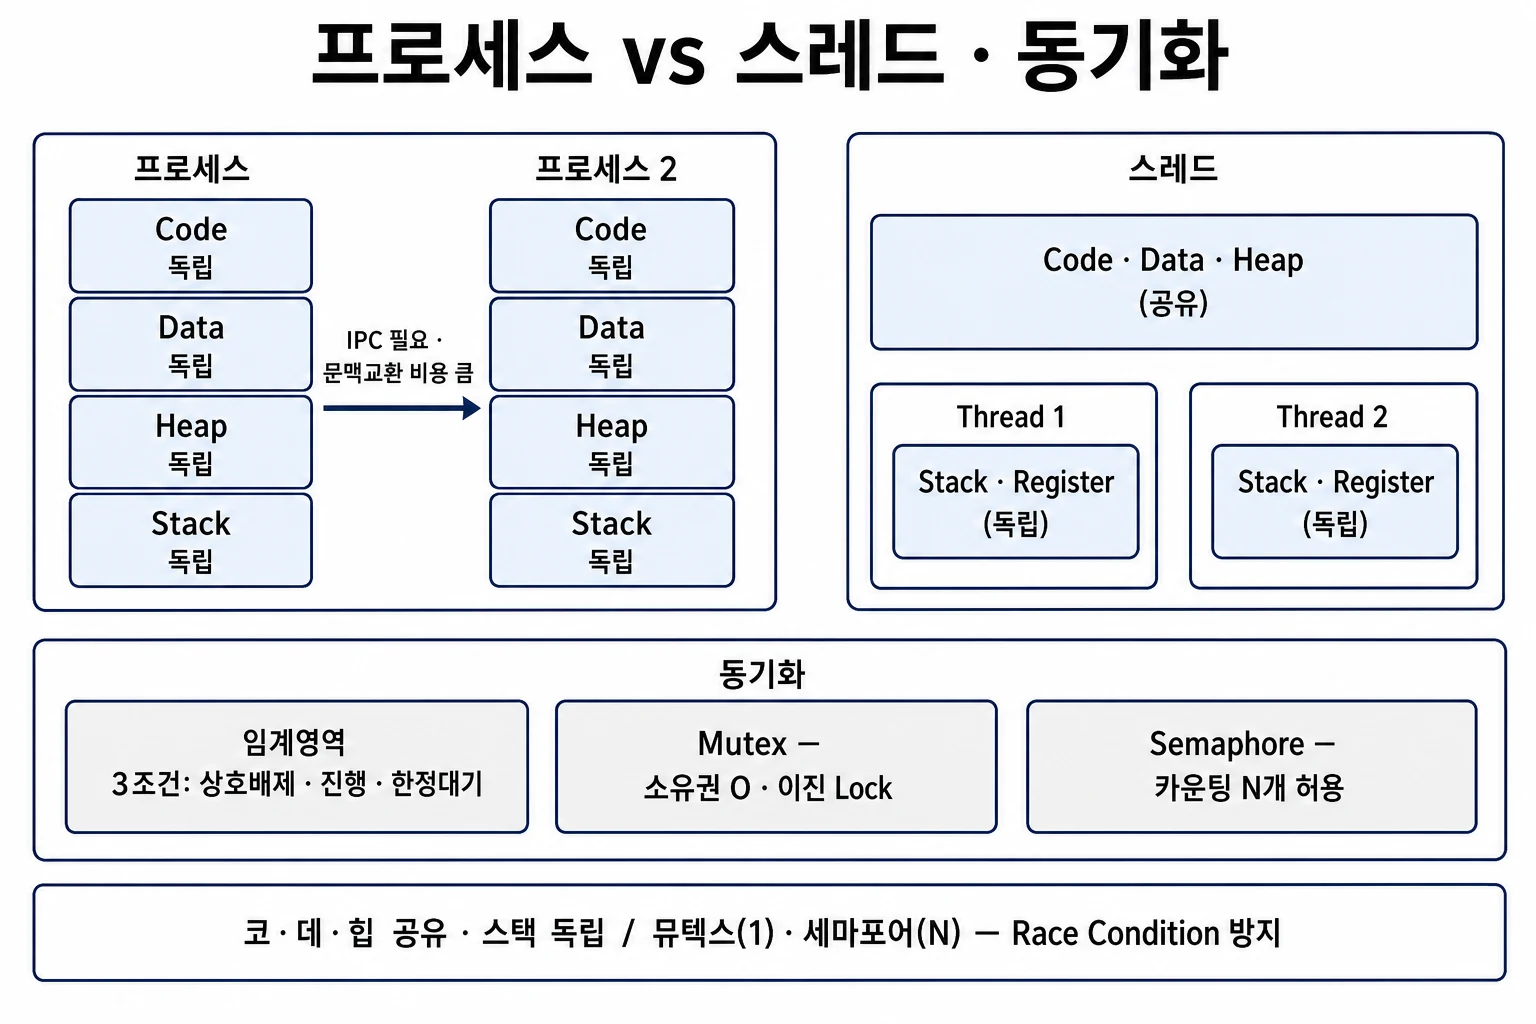 프로세스 vs 스레드 · 동기화
프로세스
Code
독립
Data
독립
Heap
독립
Stack
독립
IPC 필요 ·
문맥교환 비용 큼
프로세스 2
Code
독립
Data
독립
Heap
독립
Stack
독립
스레드
Code · Data · Heap
(공유)
Thread 1
Stack · Register
(독립)
Thread 2
Stack · Register
(독립)
동기화
임계영역
3조건: 상호배제 · 진행 · 한정대기
Mutex –
소유권 O · 이진 Lock
Semaphore –
카운팅 N개 허용
코 · 데 · 힙 공유 · 스택 독립 / 뮤텍스(1) · 세마포어(N) – Race Condition 방지